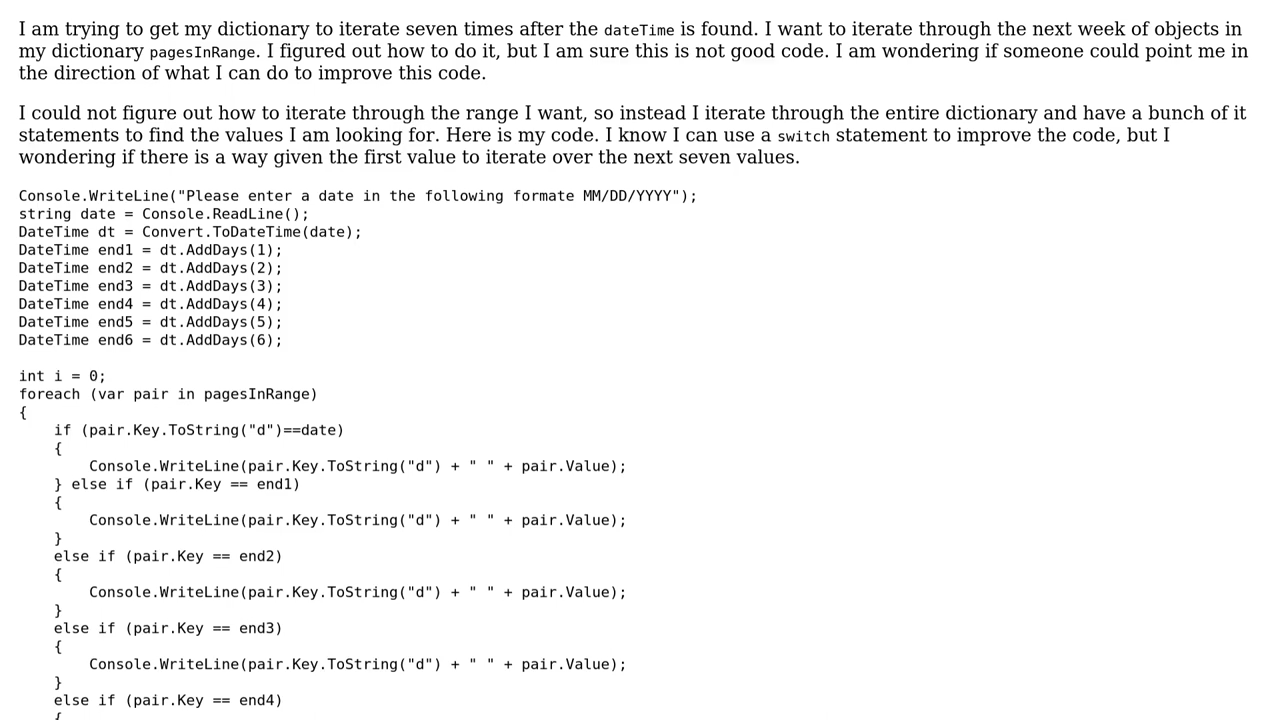 I am trying to get my dictionary to iterate seven times after the dateTime is found. I want to iterate through the next week of objects in
my dictionary pagesInRange. I figured out how to do it, but I am sure this is not good code. I am wondering if someone could point me in
the direction of what I can do to improve this code.
I could not figure out how to iterate through the range I want, so instead I iterate through the entire dictionary and have a bunch of it
statements to find the values I am looking for. Here is my code. I know I can use a switch statement to improve the code, but I
wondering if there is a way given the first value to iterate over the next seven values.
Console.WriteLine("Please enter a date in the following formate MM/DD/YYYY");
string date = Console.ReadLine();
DateTime dt = Convert.ToDateTime(date);
DateTime end1 = dt.AddDays(1);
DateTime end2 = dt.AddDays(2);
DateTime end3 = dt.AddDays(3);
DateTime end4 = dt.AddDays(4);
DateTime end5 = dt.AddDays(5);
DateTime end6 = dt.AddDays(6);
int i = 0;
foreach (var pair in pagesInRange)
{
    if (pair.Key.ToString("d")==date)
    {
        Console.WriteLine(pair.Key.ToString("d") + " " + pair.Value);
    } else if (pair.Key == end1)
    {
        Console.WriteLine(pair.Key.ToString("d") + " " + pair.Value);
    }
    else if (pair.Key == end2)
    {
        Console.WriteLine(pair.Key.ToString("d") + " " + pair.Value);
    }
    else if (pair.Key == end3)
    {
        Console.WriteLine(pair.Key.ToString("d") + " " + pair.Value);
    }
    else if (pair.Key == end4)
    {